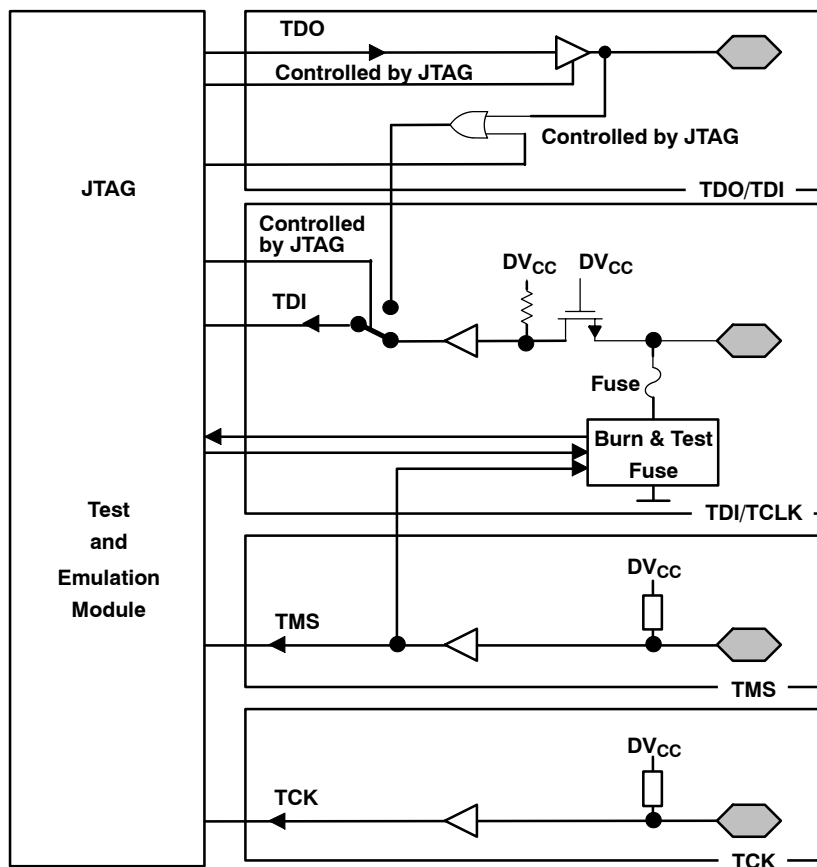 TDO
Controlled by JTAG
Controlled by JTAG
JTAG
TDO/TDI
Controlled
by JTAG
DVCC
DVCC
TDI
Fuse
Burn & Test
Fuse
TDI/TCLK
Test
and
Emulation
Module
DVCC
TMS
TMS
DVCC
TCK
TCK